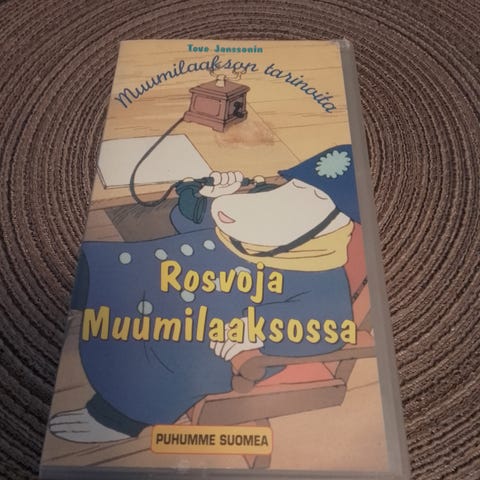 Tove Janssonin
Muumilaakson tarinoita
Rosvoja
Muumilaaksossa
PUHUMME SUOMEA